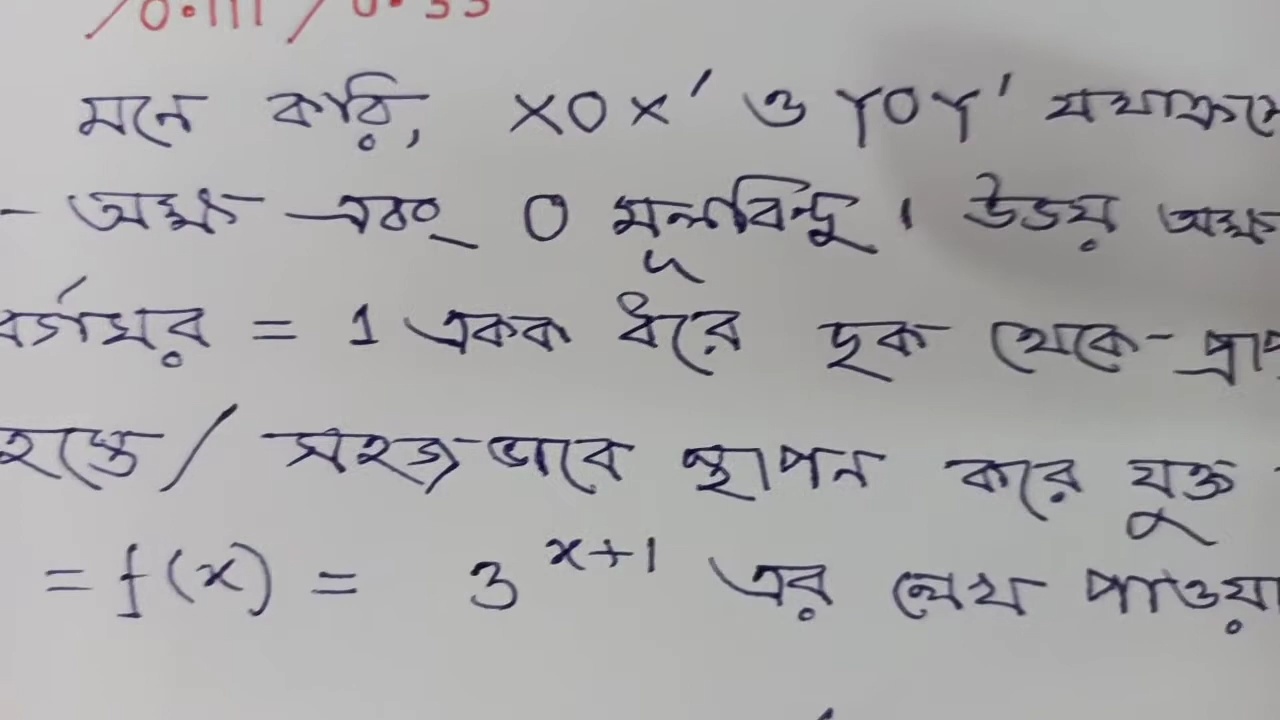 /0.111 / 0.33
মনে করি, XOX′ ও YOY′ যথাক্রমে
- অক্ষ এবং O মূলবিন্দু । উভয় অক্ষ
বর্গঘর = 1 একক ধরে ছক থেকে প্রাপ্
হস্তে / সহজভাবে স্থাপন করে যুক্ত
= f(x) = 3^{x+1} এর লেখ পাওয়া